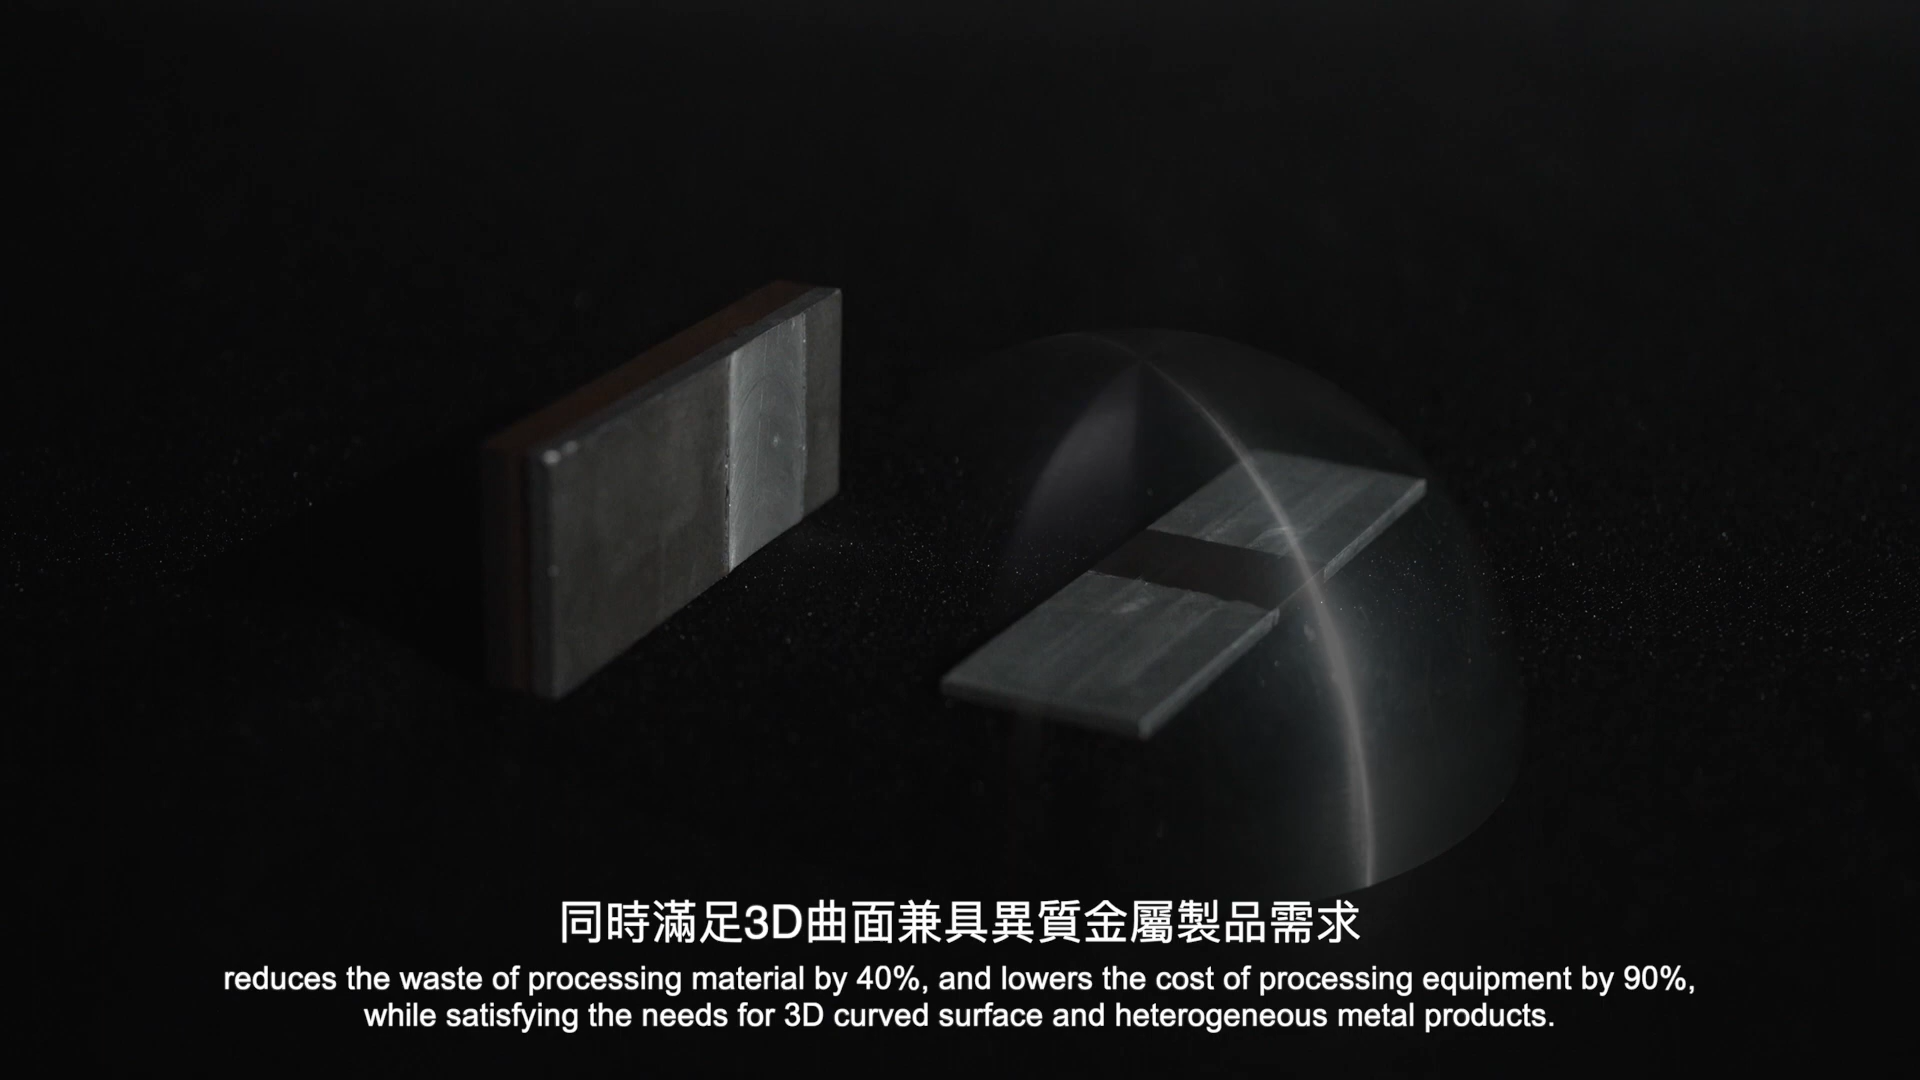 同時滿足3D曲面兼具異質金屬製品需求
reduces the waste of processing material by 40%, and lowers the cost of processing equipment by 90%,
while satisfying the needs for 3D curved surface and heterogeneous metal products.